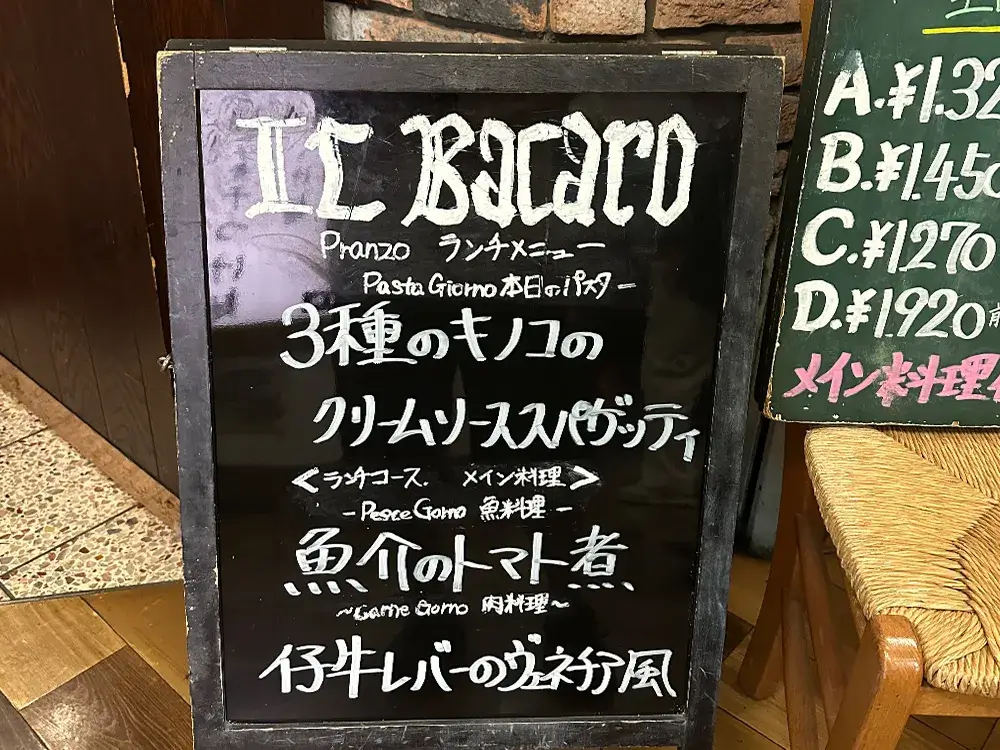 IL Bacaro
Pranzo ランチメニュー
Pasta Giorno 本日のパスタ-
3種のキノコの
クリームソーススパゲッティ
<ランチコース. メイン料理>
-Pesce Gorno 魚料理-
魚介のトマト煮
~Carne Gorno 肉料理~
仔牛レバーのヴェネチア風
A.¥1.32
B.¥1.450
C.¥1270
D.¥1.920
メイン料理